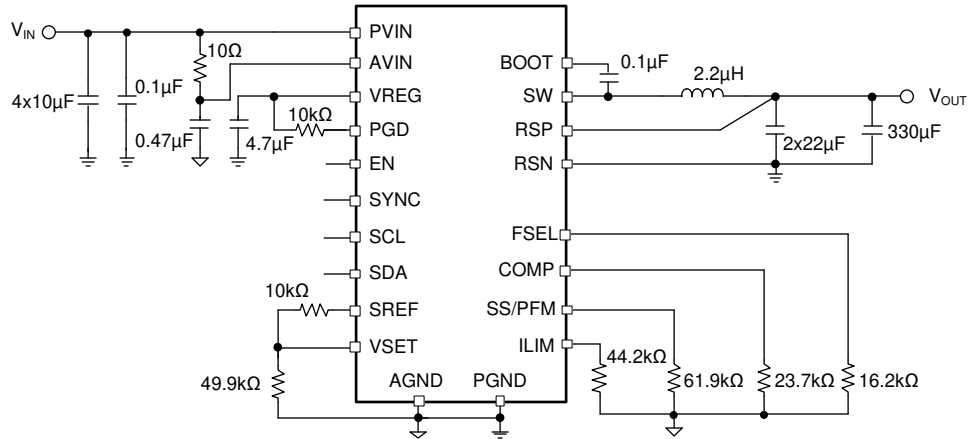 V_IN
PVIN
10Ω
AVIN
BOOT
0.1µF
2.2µH
0.1µF
4x10µF
VREG
SW
V_OUT
10kΩ
PGD
RSP
0.47µF
4.7µF
2x22µF
330µF
EN
RSN
SYNC
FSEL
SCL
COMP
SDA
10kΩ
SREF
SS/PFM
VSET
ILIM
44.2kΩ
61.9kΩ
23.7kΩ
16.2kΩ
49.9kΩ
AGND
PGND